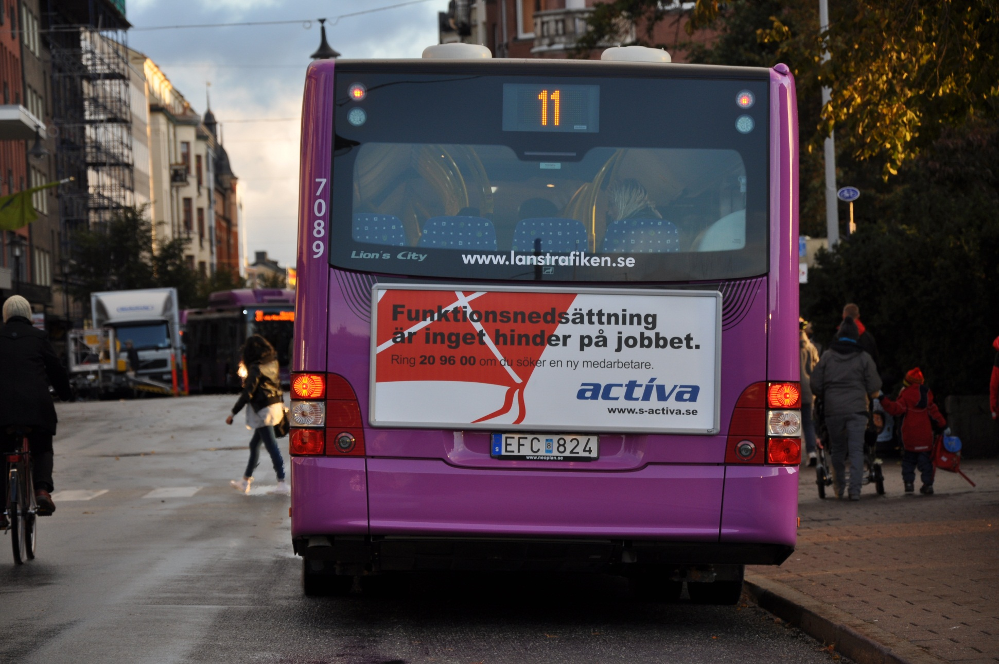 11
7089
Lion's City
www.lanstrafiken.se
Funktionsnedsättning
är inget hinder på jobbet.
Ring 20 96 00 om du söker en ny medarbetare.
activa
www.s-activa.se
S EFC 8 824
www.neoplan.se